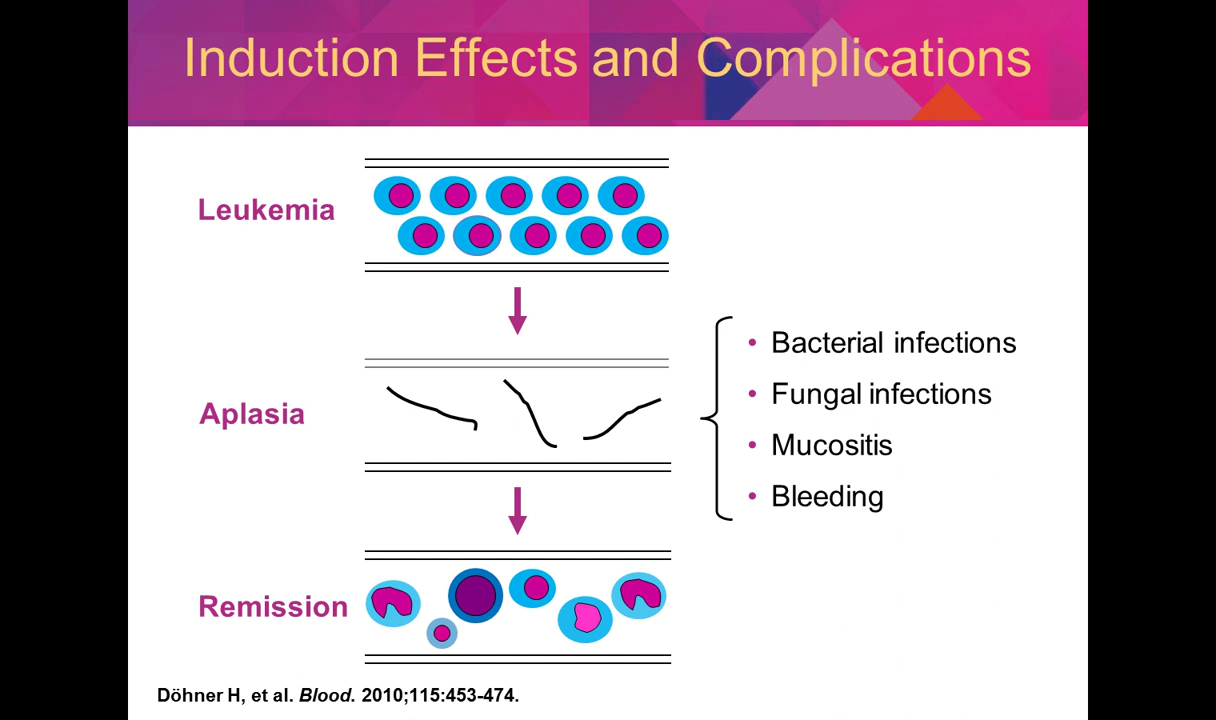 Induction Effects and Complications
Leukemia
Aplasia
• Bacterial infections
• Fungal infections
• Mucositis
• Bleeding
Remission
Döhner H, et al. Blood. 2010;115:453-474.